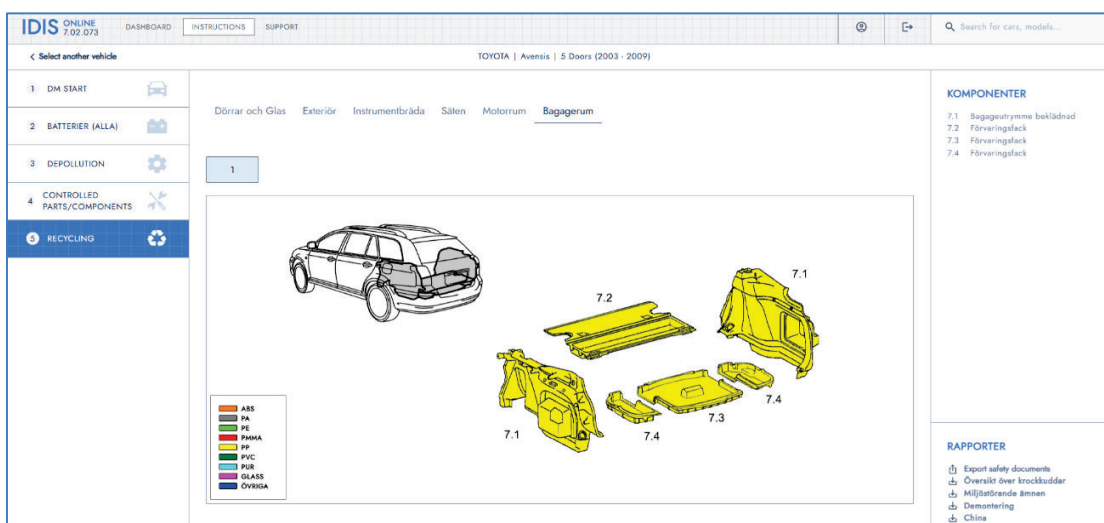 IDIS ONLINE 7.02.073
DASHBOARD
INSTRUCTIONS
SUPPORT
Search for cars, models...
Select another vehicle
TOYOTA | Avensis | 5 Doors (2003 - 2009)
1 DM START
2 BATTERIER (ALLA)
3 DEPOLLUTION
4 CONTROLLED PARTS/COMPONENTS
5 RECYCLING
Dörrar och Glas
Exteriör
Instrumentbräda
Säten
Motorrum
Bagagerum
1
7.1
7.2
7.1
7.4
7.3
7.4
ABS
PA
PE
PMMA
PP
PVC
PUR
GLASS
ÖVRIGA
KOMPONENTER
7.1 Bagageutrymme beklädnad
7.2 Förvaringsfack
7.3 Förvaringsfack
7.4 Förvaringsfack
RAPPORTER
Export safety documents
Översikt över krockkuddar
Miljöstörande ämnen
Demontering
China